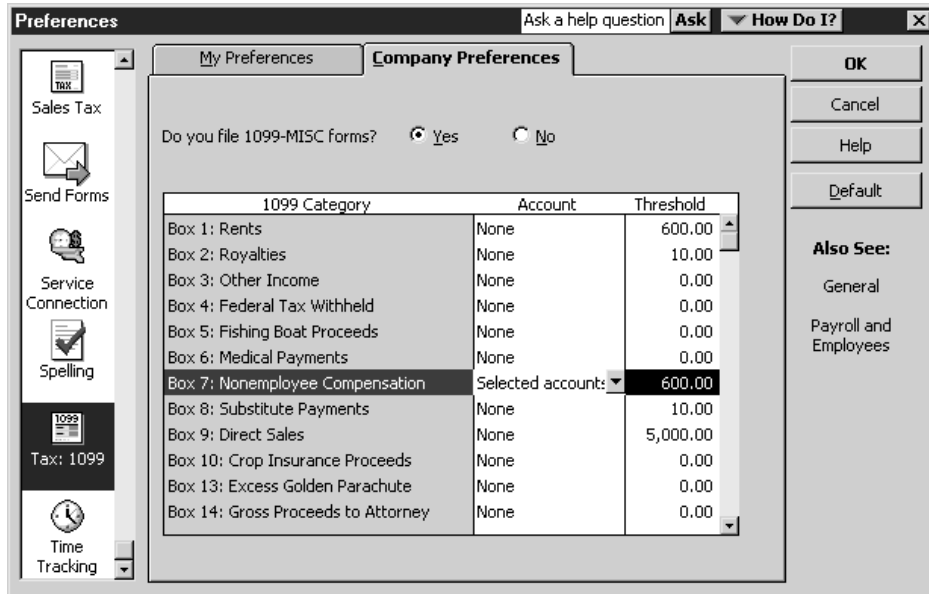 Preferences
Ask a help question Ask How Do I?
My Preferences
Company Preferences
TAX
Sales Tax
Send Forms
Service
Connection
Spelling
1099
Tax: 1099
Time
Tracking
Do you file 1099-MISC forms? Yes No
1099 Category Account Threshold
Box 1: Rents None 600.00
Box 2: Royalties None 10.00
Box 3: Other Income None 0.00
Box 4: Federal Tax Withheld None 0.00
Box 5: Fishing Boat Proceeds None 0.00
Box 6: Medical Payments None 0.00
Box 7: Nonemployee Compensation Selected accounts 600.00
Box 8: Substitute Payments None 10.00
Box 9: Direct Sales None 5,000.00
Box 10: Crop Insurance Proceeds None 0.00
Box 13: Excess Golden Parachute None 0.00
Box 14: Gross Proceeds to Attorney None 0.00
OK
Cancel
Help
Default
Also See:
General
Payroll and
Employees